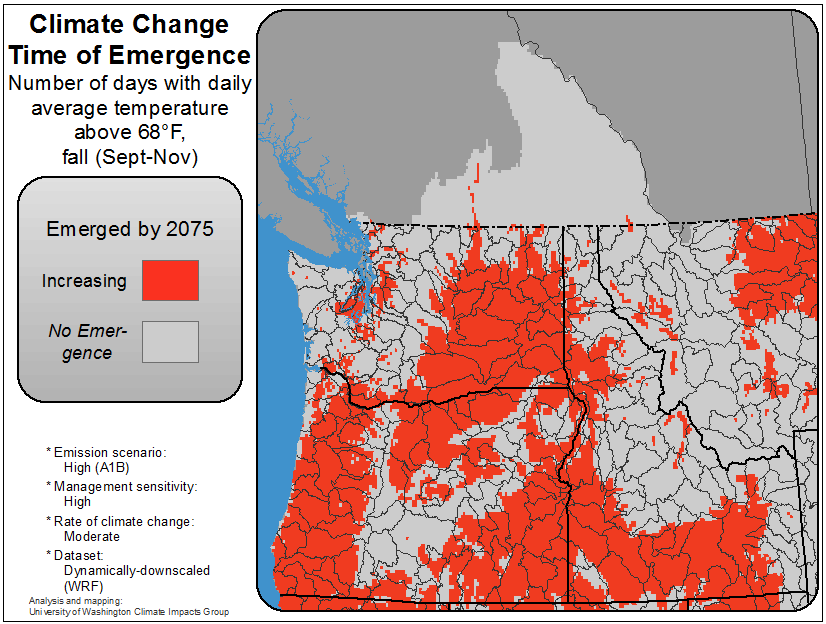 Climate Change
Time of Emergence
Number of days with daily
average temperature
above 68°F,
fall (Sept-Nov)
Emerged by 2075
Increasing
No Emer-
gence
* Emission scenario:
High (A1B)
* Management sensitivity:
High
* Rate of climate change:
Moderate
* Dataset:
Dynamically-downscaled
(WRF)
Analysis and mapping:
University of Washington Climate Impacts Group